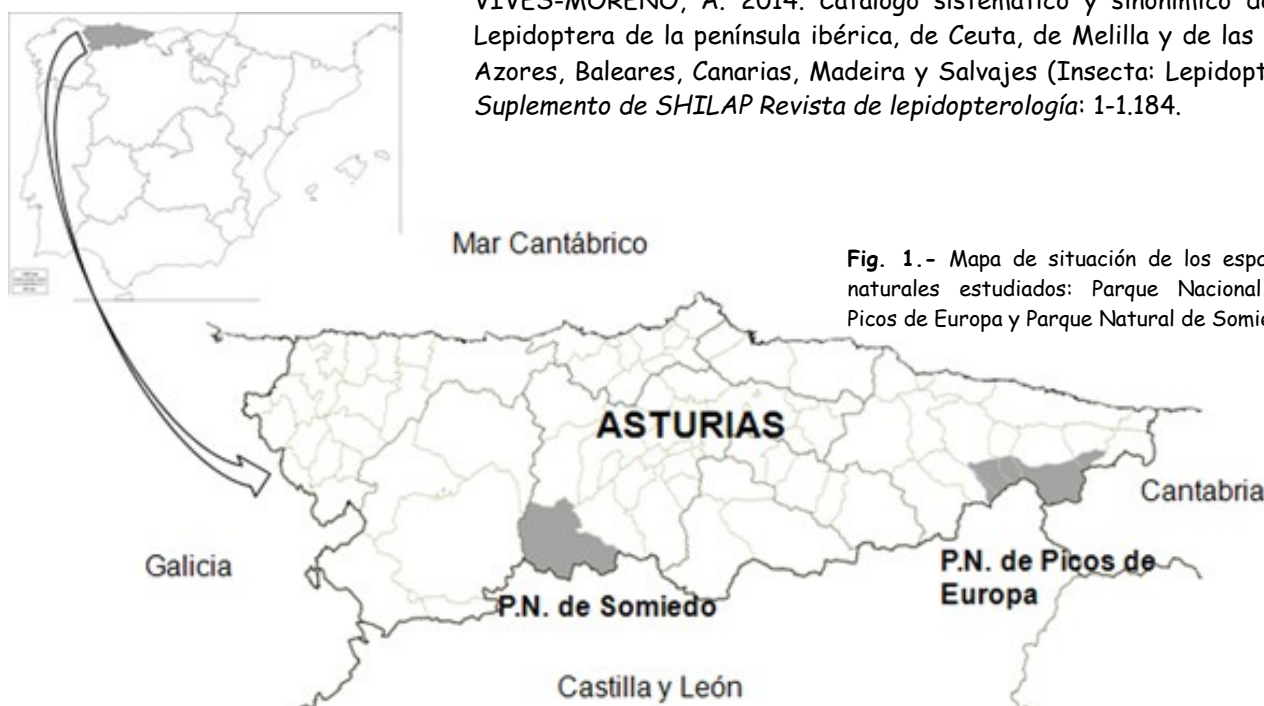 VIVES-MORENO, A. 2014. Catálogo sistemático y sinonímico de
Lepidoptera de la península ibérica, de Ceuta, de Melilla y de las
Azores, Baleares, Canarias, Madeira y Salvajes (Insecta:
Suplemento de SHILAP Revista de lepidopterología: 1-1.184.
Mar Cantábrico
Fig. 1.- Mapa de situación de los
naturales estudiados: Parque Nacional
Picos de Europa y Parque Natural de
ASTURIAS
Cantabria
Galicia
P.N. de Picos de
Europa
P.N. de Somiedo
Castilla y León